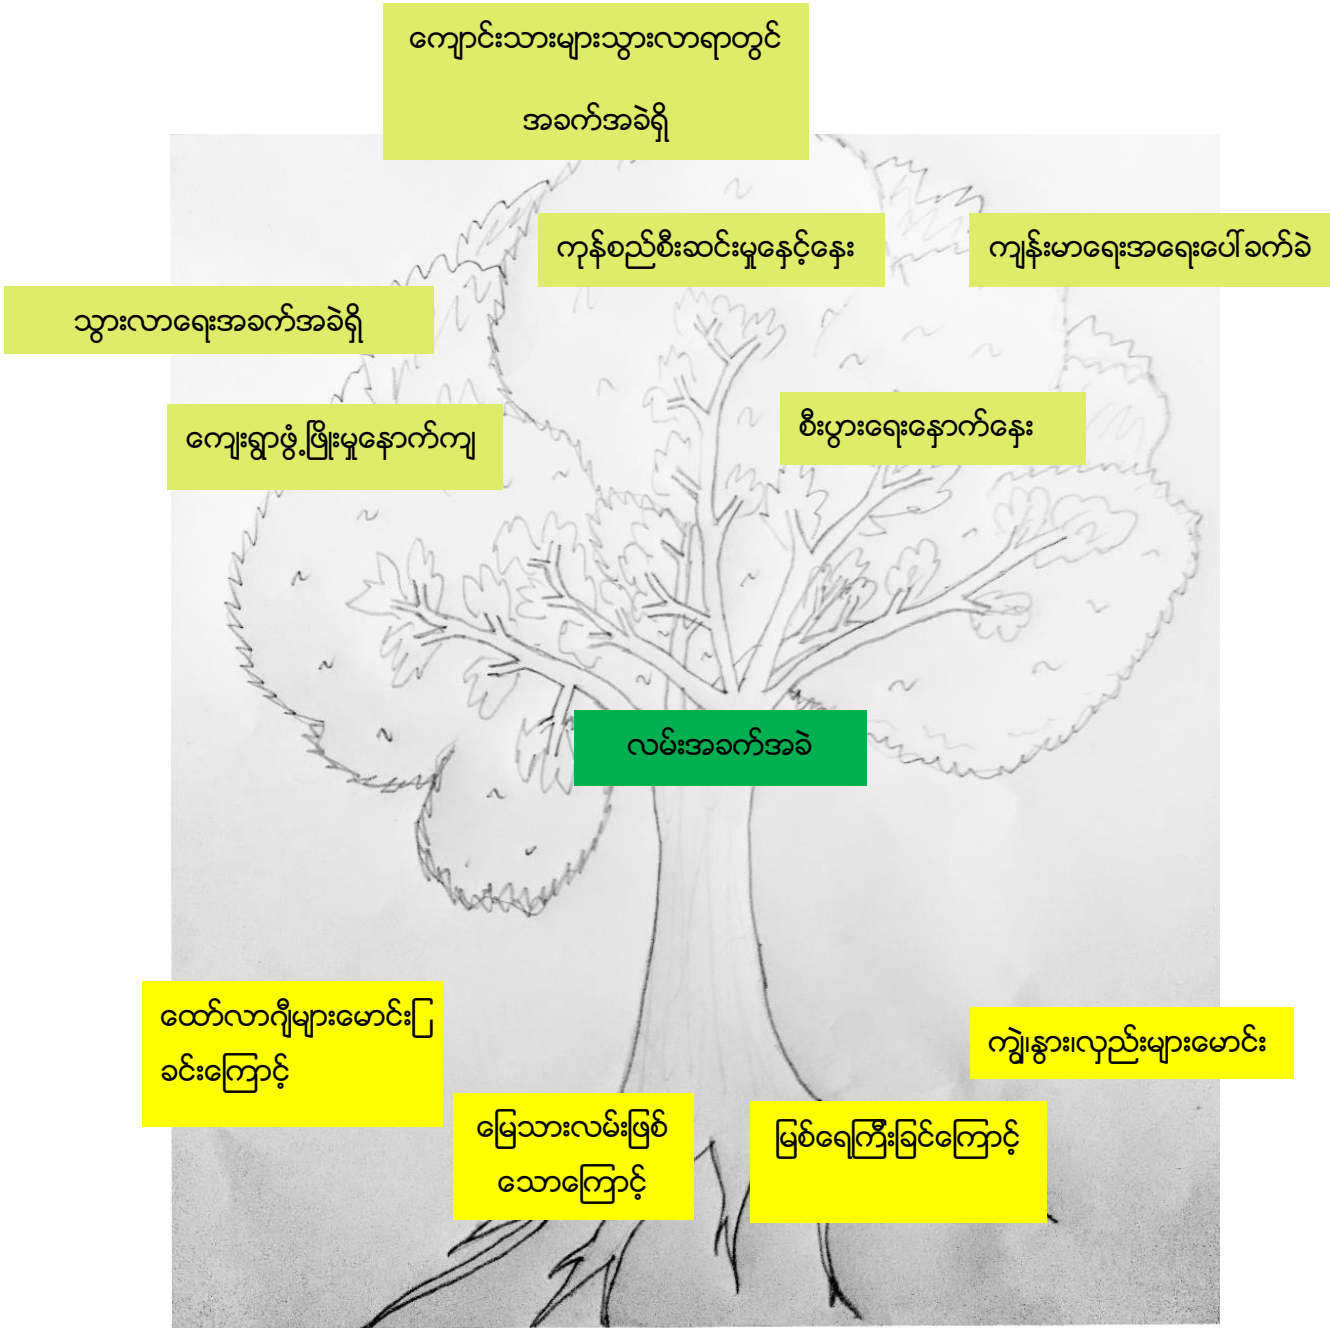 ကျောင်းသားများသွားလာရာတွင်
အခက်အခဲရှိ
ကုန်စည်စီးဆင်းမှုနှေင့်နှေး
ကျန်းမာရေးအရေးပေါ်ခက်ခဲ
သွားလာရေးအခက်အခဲရှိ
ကျေးရွာဖွံ့ဖြိုးမှုနောက်ကျ
စီးပွားရေးနှောက်နှေး
လမ်းအခက်အခဲ
ထော်လာဂျီများမောင်းြ
ခင်းကြောင့်
ကျွဲ၊နွား၊လှည်းများမောင်း
မြေသားလမ်းဖြစ်
သောကြောင့်
မြစ်ရေကြီးခြင်ကြောင့်